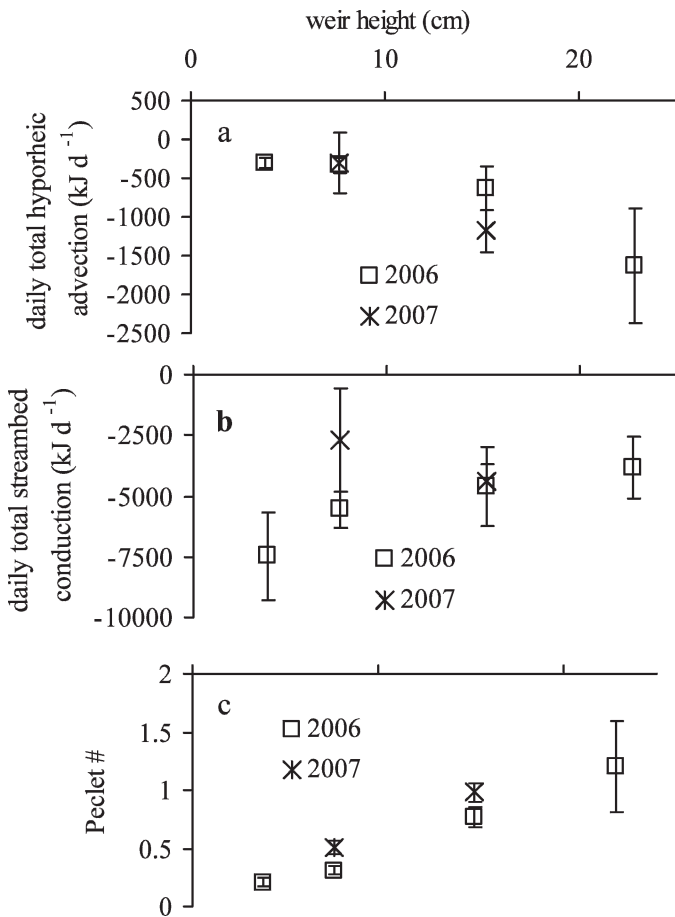 weir height (cm)
0 10 20
daily total hyporheic
advection (kJ d -1)
500
0
-500
-1000
-1500
-2000
-2500
a
2006
2007
daily total streambed
conduction (kJ d -1)
0
-2500
-5000
-7500
-10000
b
2006
2007
Peclet #
2
1.5
1
0.5
0
c
2006
2007